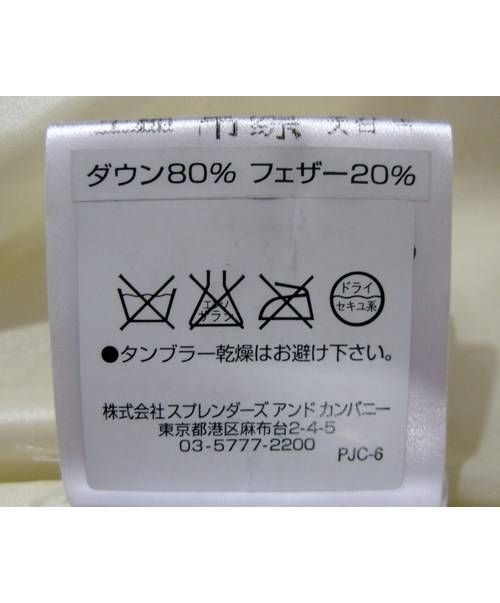 ダウン80% フェザー20%
エンソ
サラシ
ドライ
セキユ系
●タンブラー乾燥はお避け下さい。
株式会社スプレンダーズ アンド カンパニー
東京都港区麻布台2-4-5
03-5777-2200
PJC-6